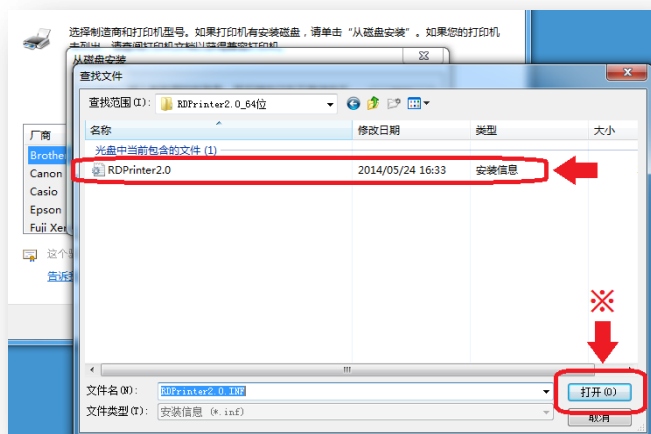 选择制造商和打印机型号。如果打印机有安装磁盘，请单击“从磁盘安装”。如果您的打印机
从磁盘安装
查找文件
查找范围(I): RDPrinter2.0_64位
名称 修改日期 类型 大小
光盘中当前包含的文件 (1)
RDPrinter2.0 2014/05/24 16:33 安装信息
厂商
Brothe
Canon
Casio
Epson
Fuji Xer
这个
告诉
※
文件名(N): RDPrinter2.0.INF 打开(O)
文件类型(T): 安装信息 (*.inf) 取消